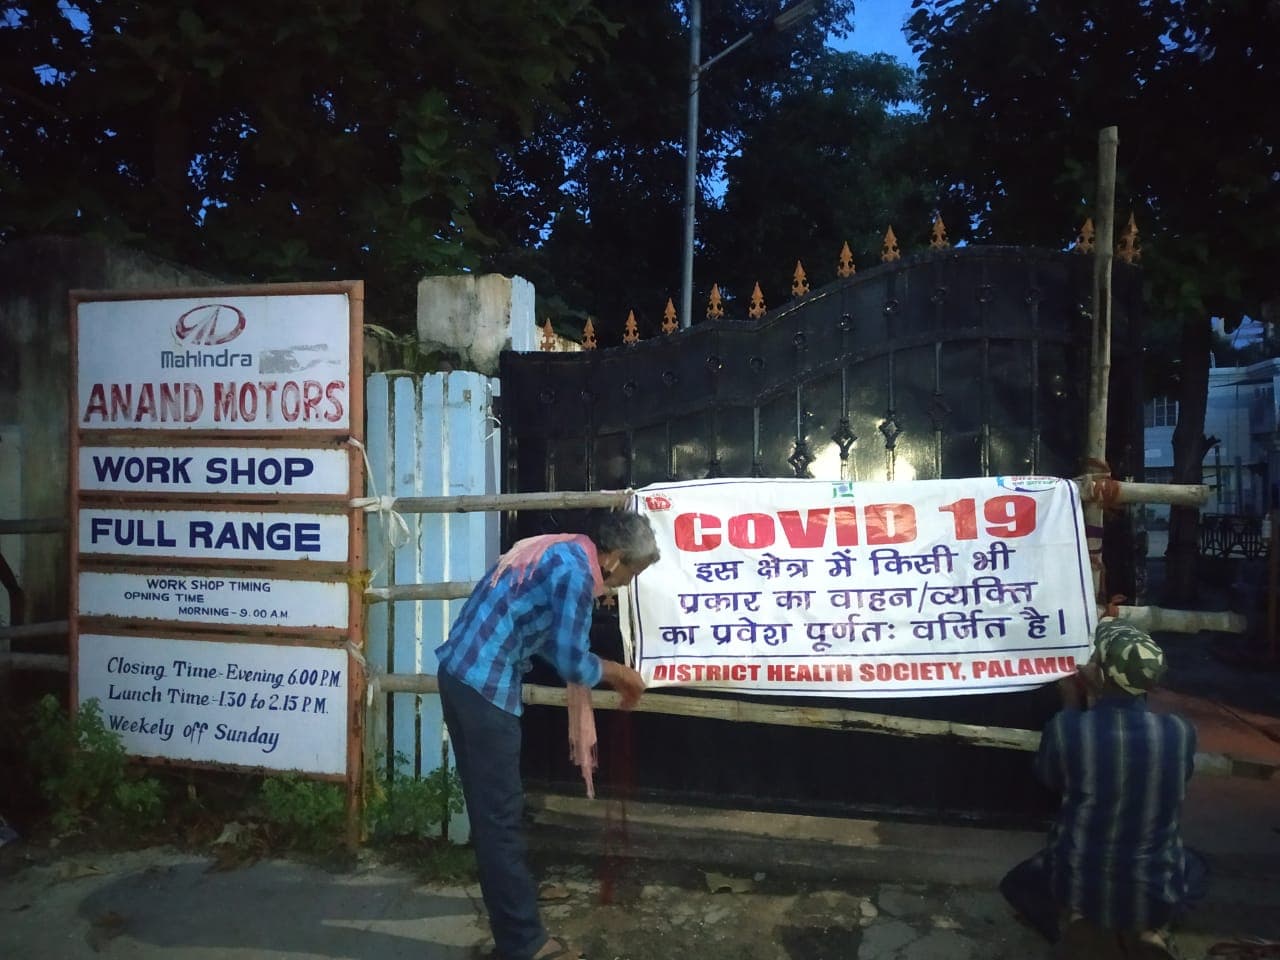 Mahindra
ANAND MOTORS
WORK SHOP
FULL RANGE
WORK SHOP TIMING
OPNING TIME
MORNING - 9.00 A.M.
Closing Time - Evening 6.00 P.M.
Lunch Time :- 1.30 to 2.15 P.M.
Weekely off Sunday
COVID 19
इस क्षेत्र में किसी भी
प्रकार का वाहन/व्यक्ति
का प्रवेश पूर्णतः वर्जित है।
DISTRICT HEALTH SOCIETY, PALAMU